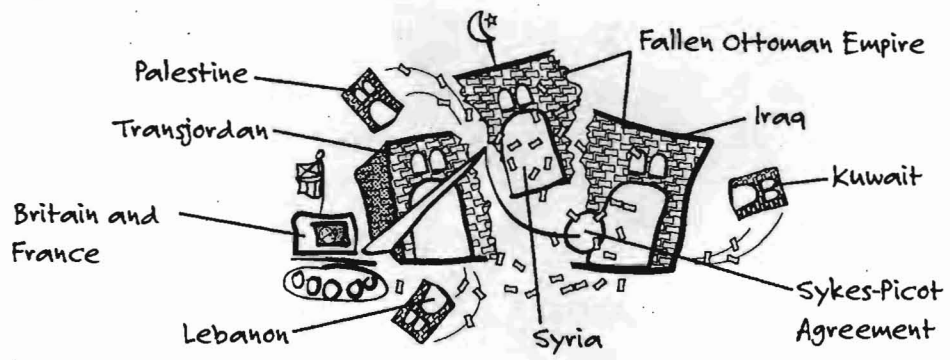 Fallen Ottoman Empire
Palestine
Transjordan
Iraq
Kuwait
Britain and
France
Sykes-Picot
Agreement
Lebanon
Syria